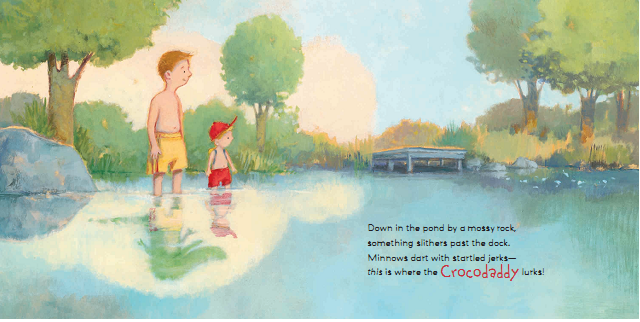 Down in the pond by a mossy rock,
something slithers past the dock.
Minnows dart with startled jerks—
this is where the Crocodaddy lurks!